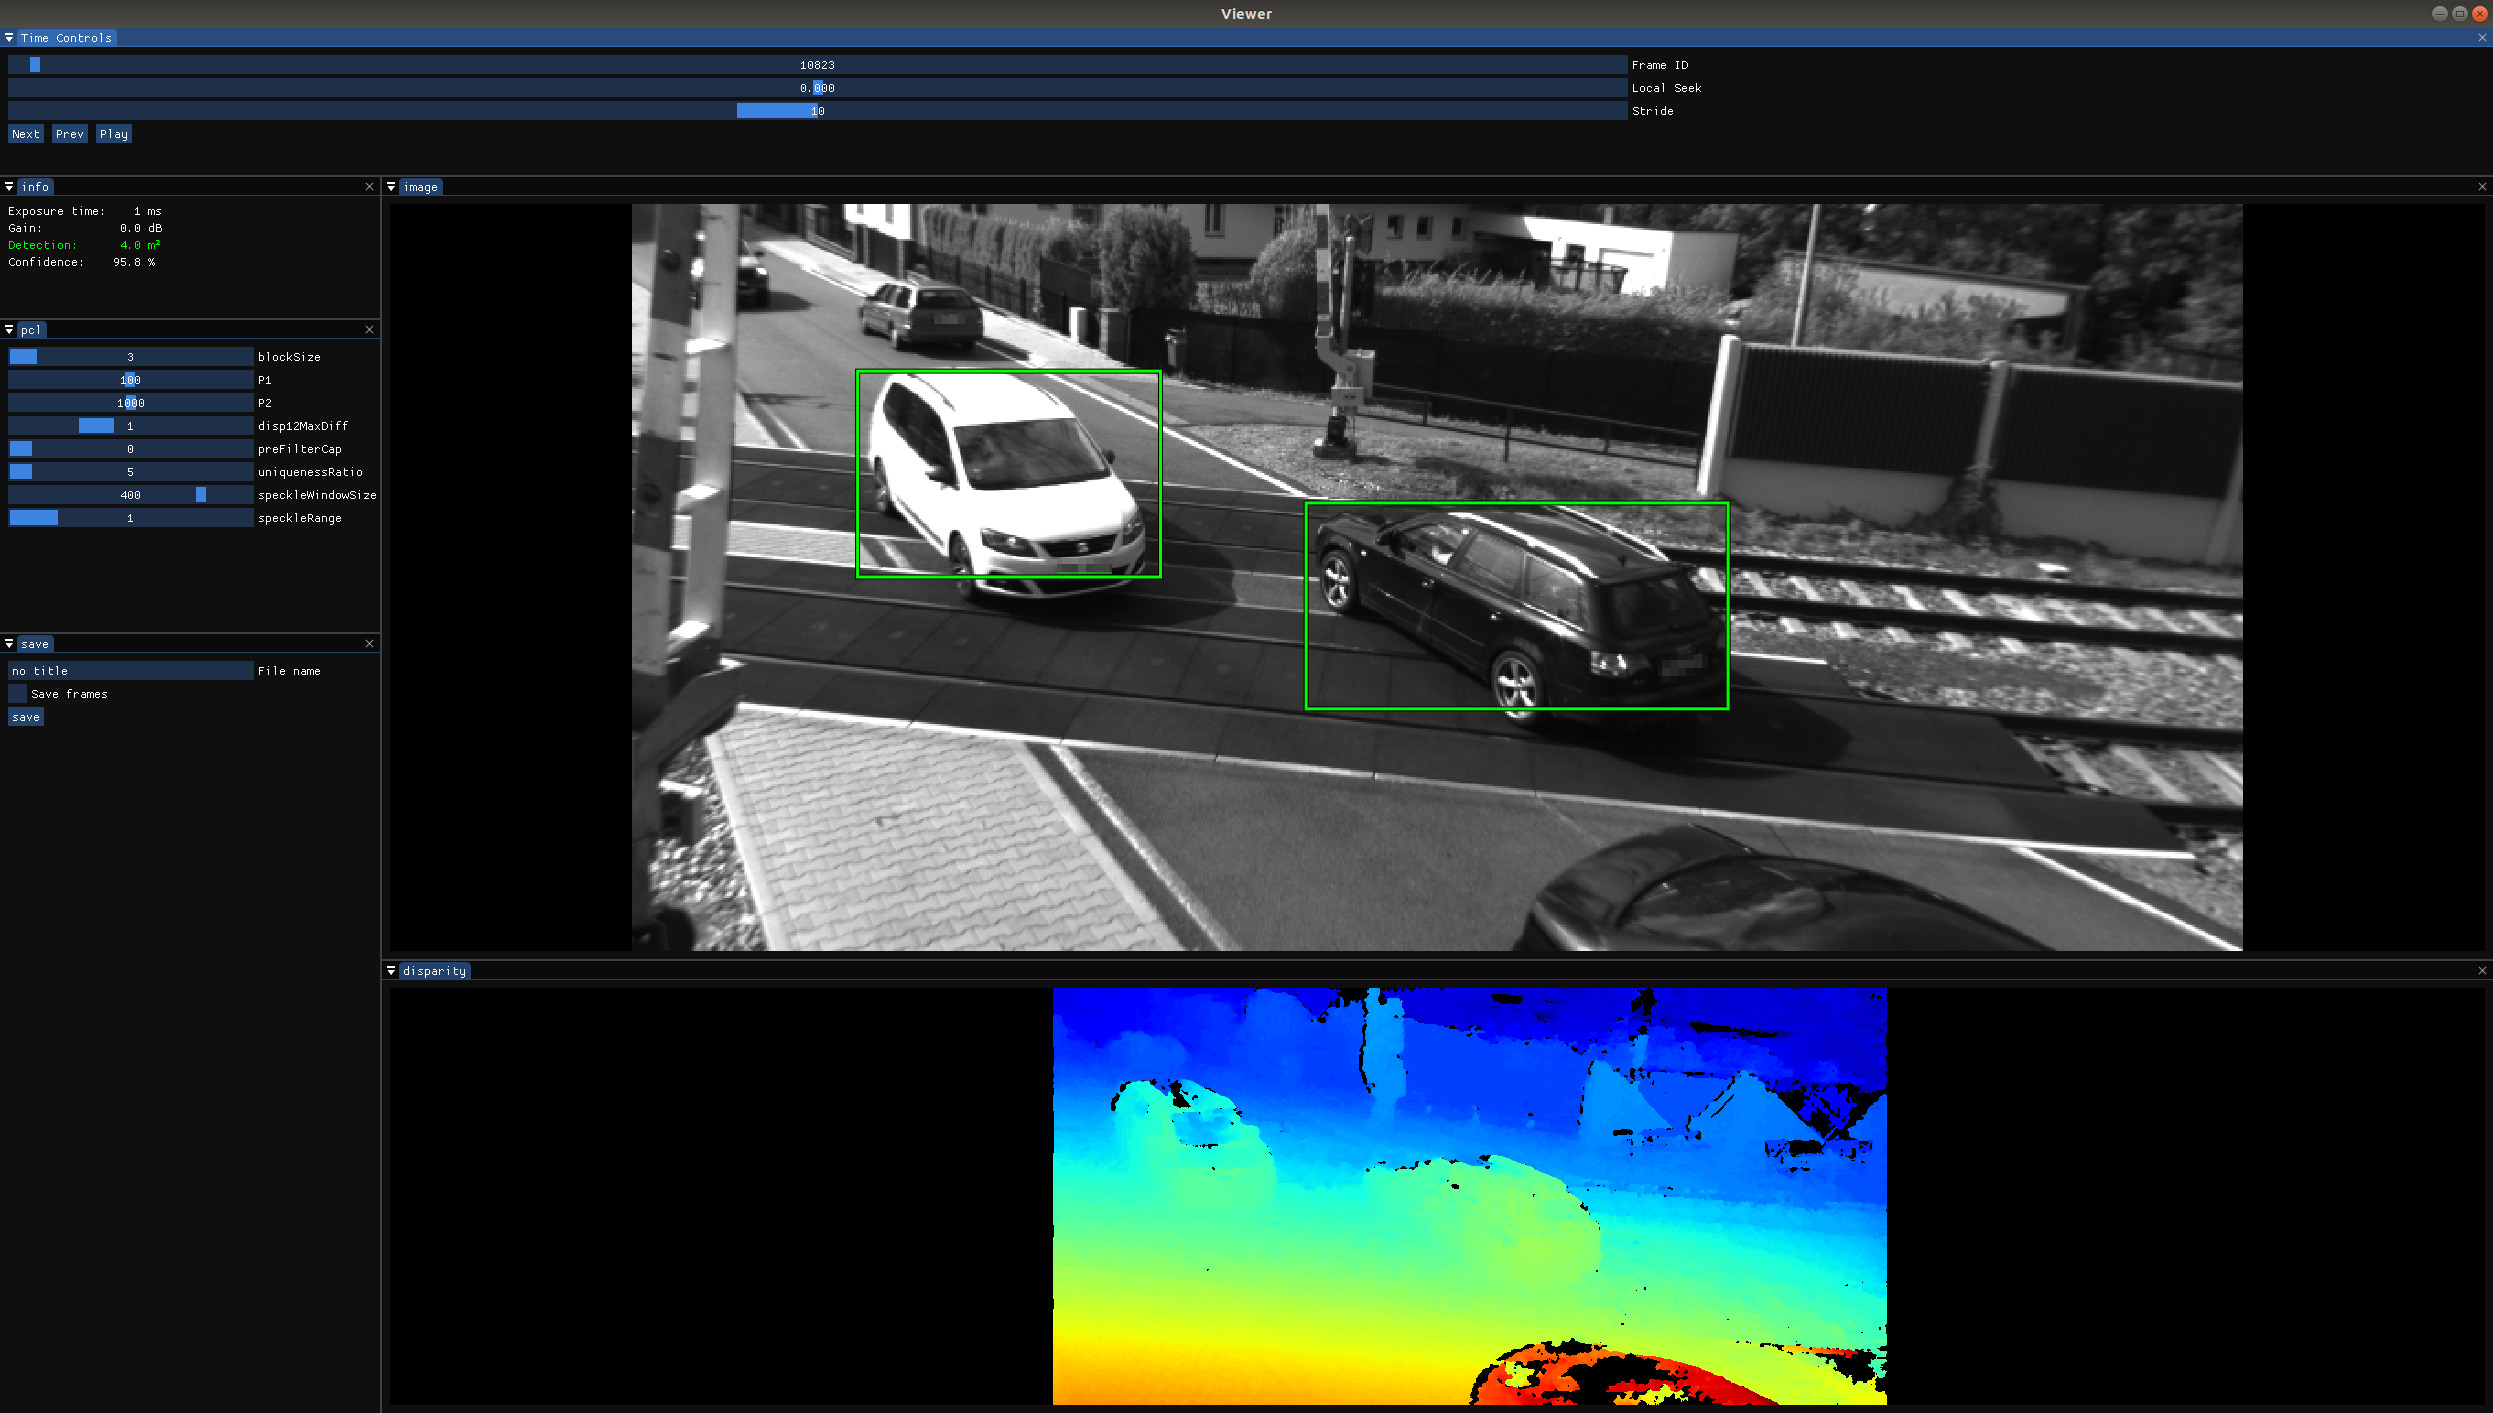 Viewer
Time Controls
10823 Frame ID
0.000 Local Seek
10 Stride
Next Prev Play
info
Exposure time: 1 ms
Gain: 0.0 dB
Detection: 4.0 m²
Confidence: 95.8 %
pcl
3 blockSize
100 P1
1000 P2
1 disp12MaxDiff
0 preFilterCap
5 uniquenessRatio
400 speckleWindowSize
1 speckleRange
save
no title File name
Save frames
save
image
disparity